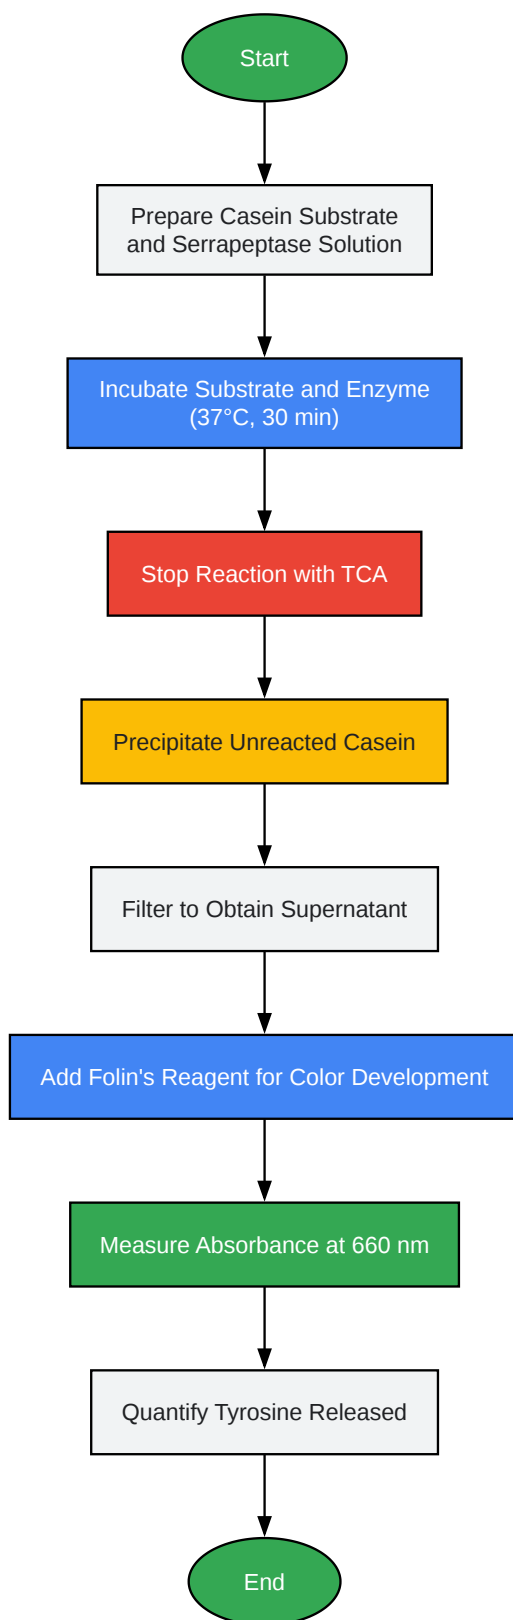 Start
Prepare Casein Substrate
and Serrapeptase Solution
Incubate Substrate and Enzyme
(37°C, 30 min)
Stop Reaction with TCA
Precipitate Unreacted Casein
Filter to Obtain Supernatant
Add Folin's Reagent for Color Development
Measure Absorbance at 660 nm
Quantify Tyrosine Released
End